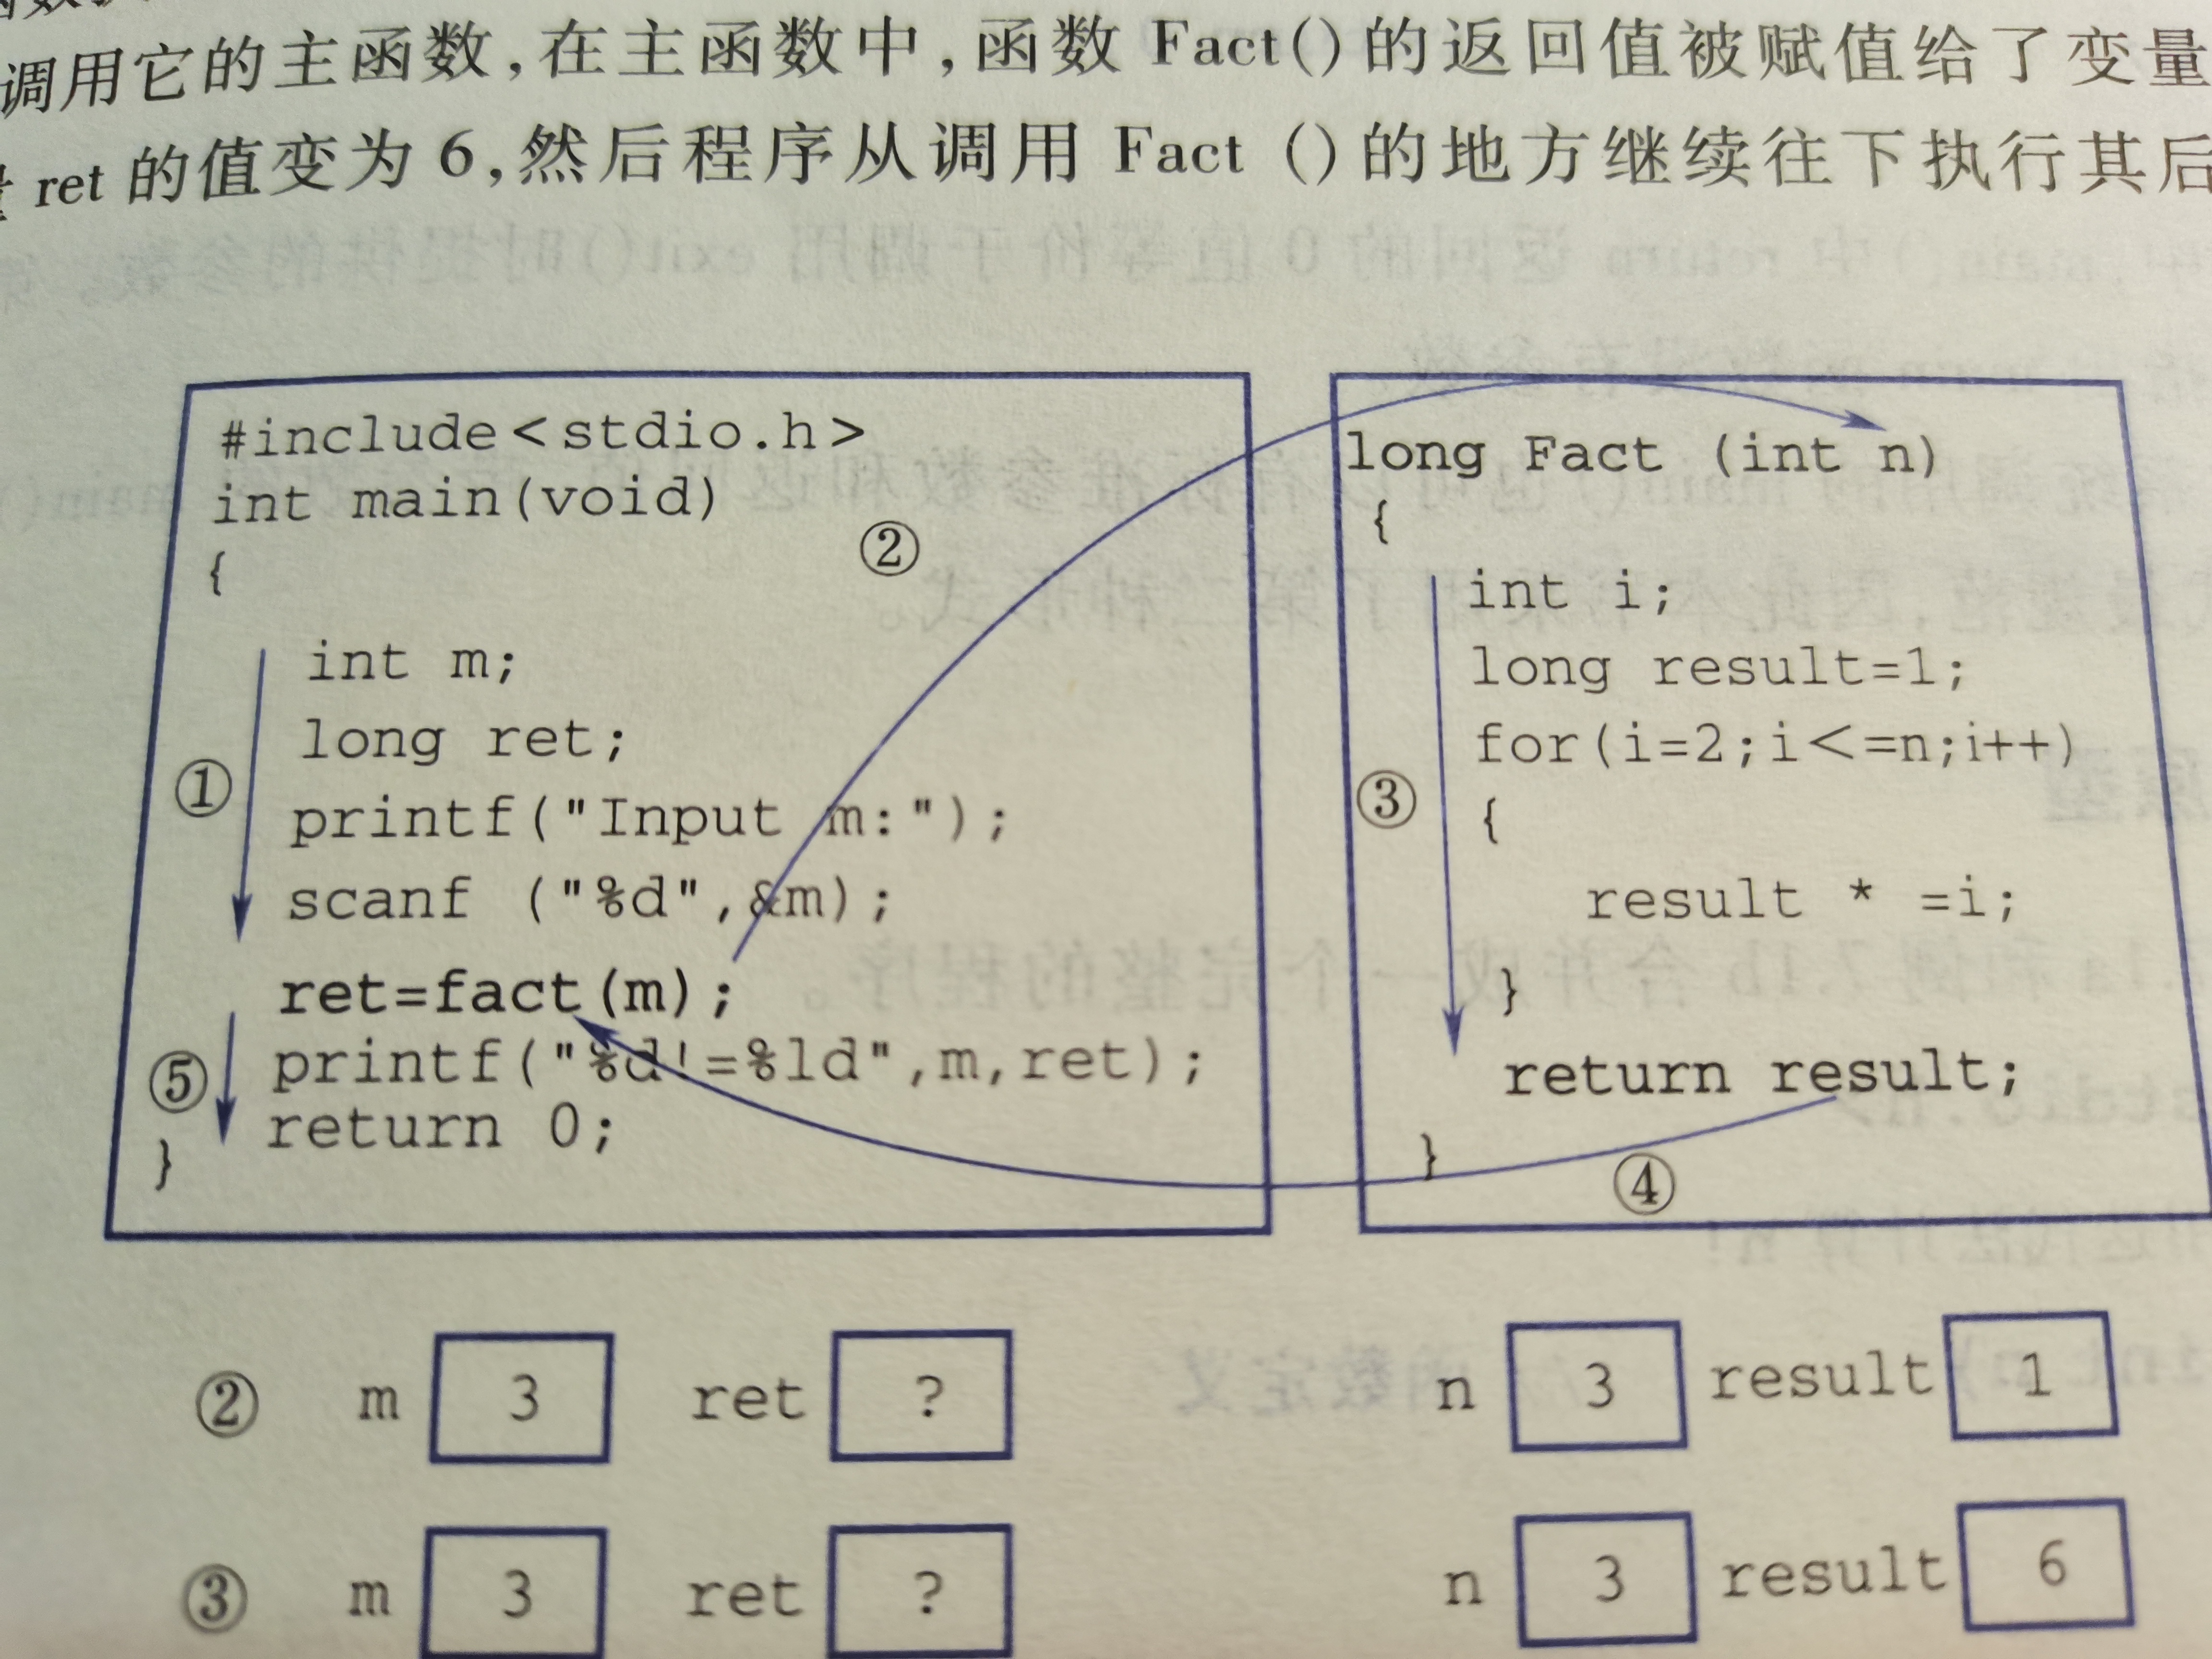 调用它的主函数,在主函数中,函数 Fact()的返回值被赋值给了变量
ret 的值变为 6,然后程序从调用 Fact ()的地方继续往下执行其后
#include<stdio.h>
int main(void)
{
②
int m;
long ret;
①
printf("Input m:");
scanf ("%d",&m);
ret=fact(m);
printf("%d!=%ld",m,ret);
⑤
return 0;
}
long Fact (int n)
{
int i;
long result=1;
for(i=2;i<=n;i++)
③
{
result * =i;
}
return result;
}
④
② m 3 ret ? n 3 result 1
③ m 3 ret ? n 3 result 6